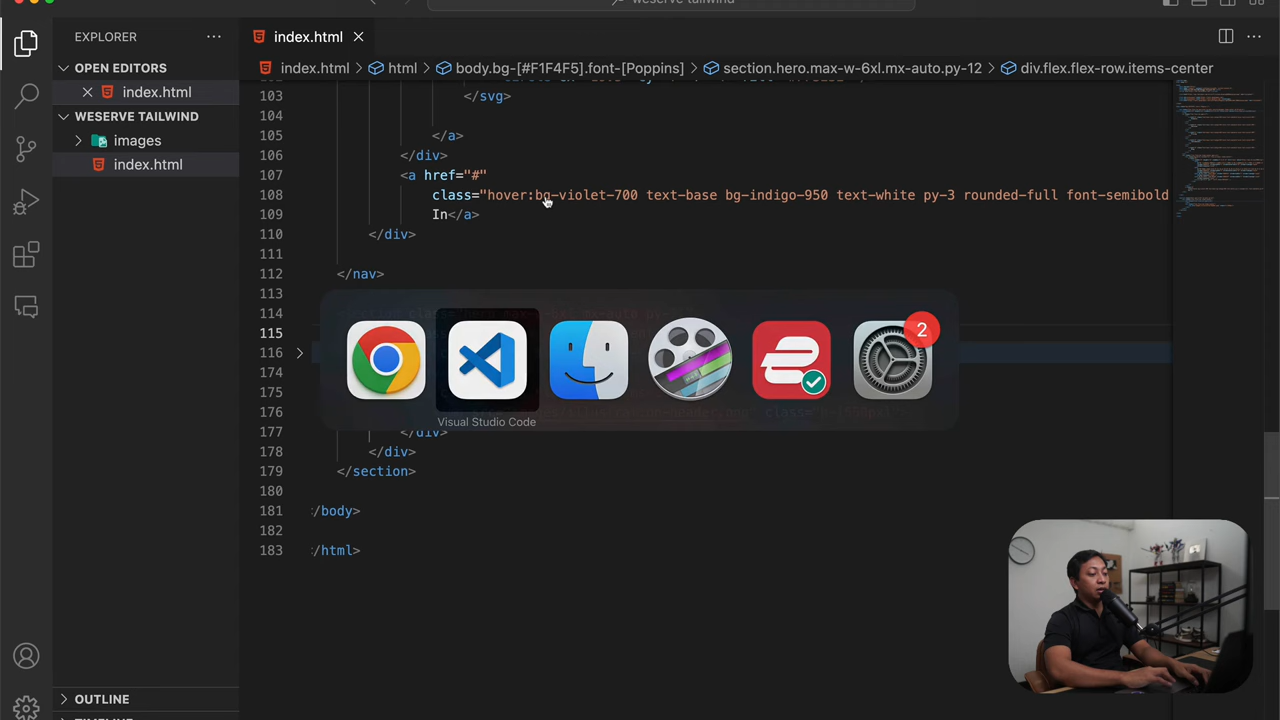 weserve tailwind
EXPLORER
index.html
OPEN EDITORS
index.html
WESERVE TAILWIND
images
index.html
OUTLINE
index.html > html > body.bg-[#F1F4F5].font-[Poppins] > section.hero.max-w-6xl.mx-auto.py-12 > div.flex.flex-row.items-center
103 </svg>
104
105 </a>
106 </div>
107 <a href="#"
108 class="hover:bg-violet-700 text-base bg-indigo-950 text-white py-3 rounded-full font-semibold
109 In</a>
110 </div>
111
112 </nav>
113
114
115
116
174
175
176
177 </div>
178 </div>
179 </section>
180
181 /body>
182
183 /html>
2
Visual Studio Code